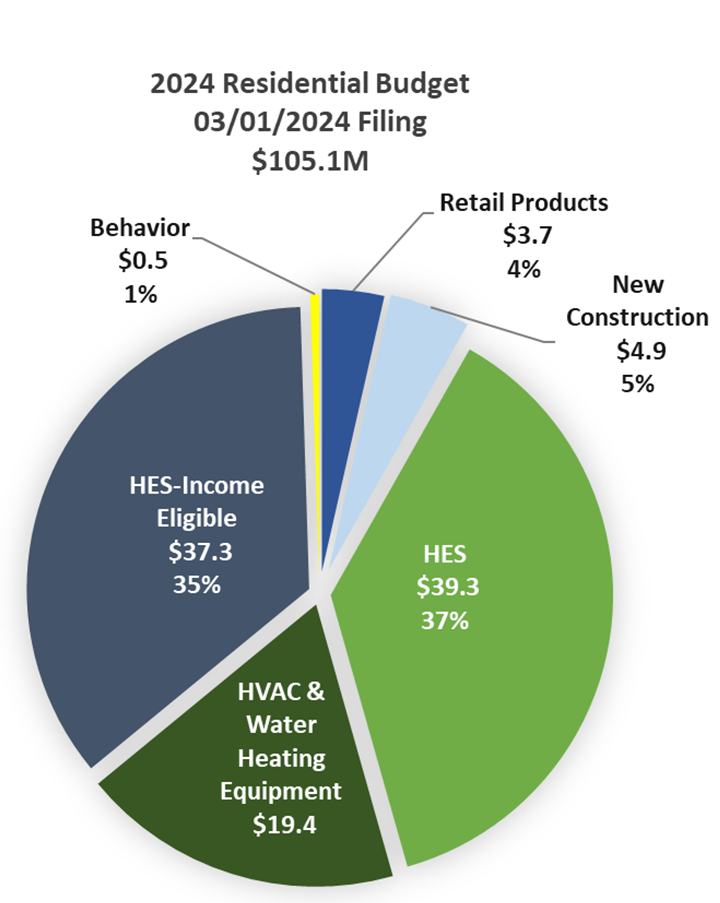 2024 Residential Budget
03/01/2024 Filing
$105.1M
Behavior
$0.5
1%
Retail Products
$3.7
4%
New
Construction
$4.9
5%
HES-Income
Eligible
$37.3
35%
HES
$39.3
37%
HVAC &
Water
Heating
Equipment
$19.4